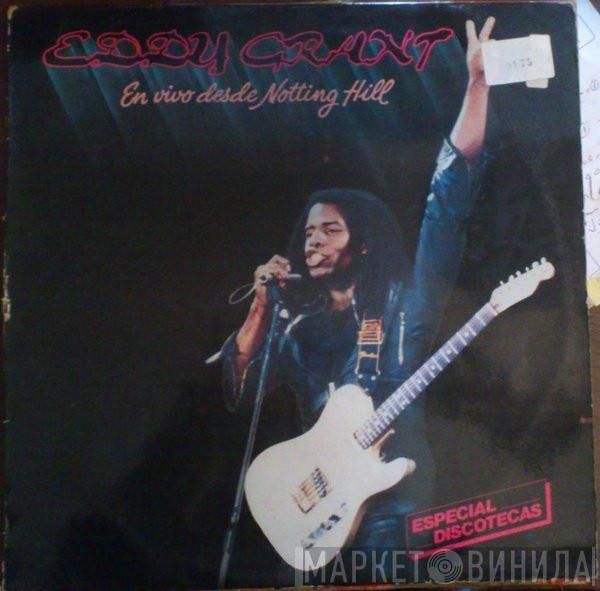 EDDY GRANT
En vivo desde Notting Hill
ESPECIAL
DISCOTECAS
МАРКЕТ ВИНИЛА